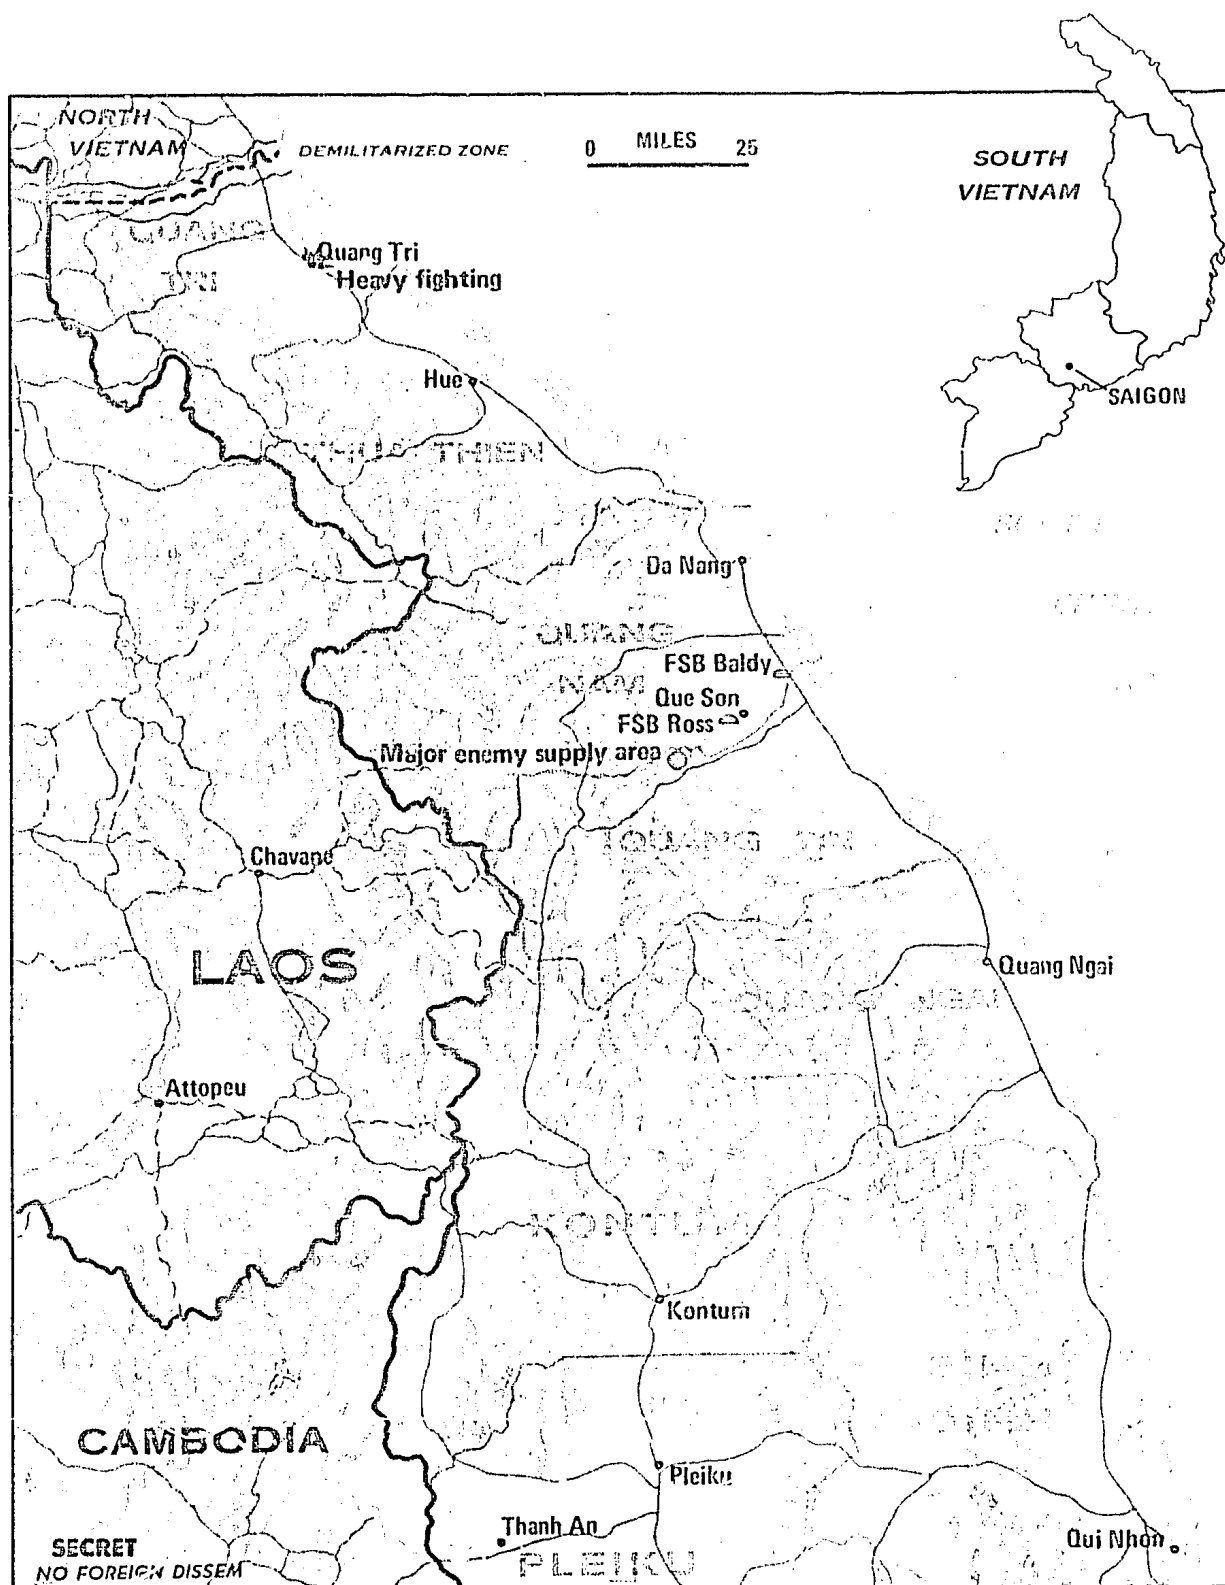 NORTH
VIETNAM
DEMILITARIZED ZONE
0 MILES 25
SOUTH
VIETNAM
SAIGON
QUANG
TRI
Quang Tri
Heavy fighting
Hue
THUA THIEN
Da Nang
QUANG
NAM
FSB Baldy
Que Son
FSB Ross
Major enemy supply area
QUANG TIN
Chavane
LAOS
Quang Ngai
Attopeu
KONTUM
Kontum
CAMBODIA
Pleiku
Thanh An
PLEIKU
Qui Nhon
SECRET
NO FOREIGN DISSEM